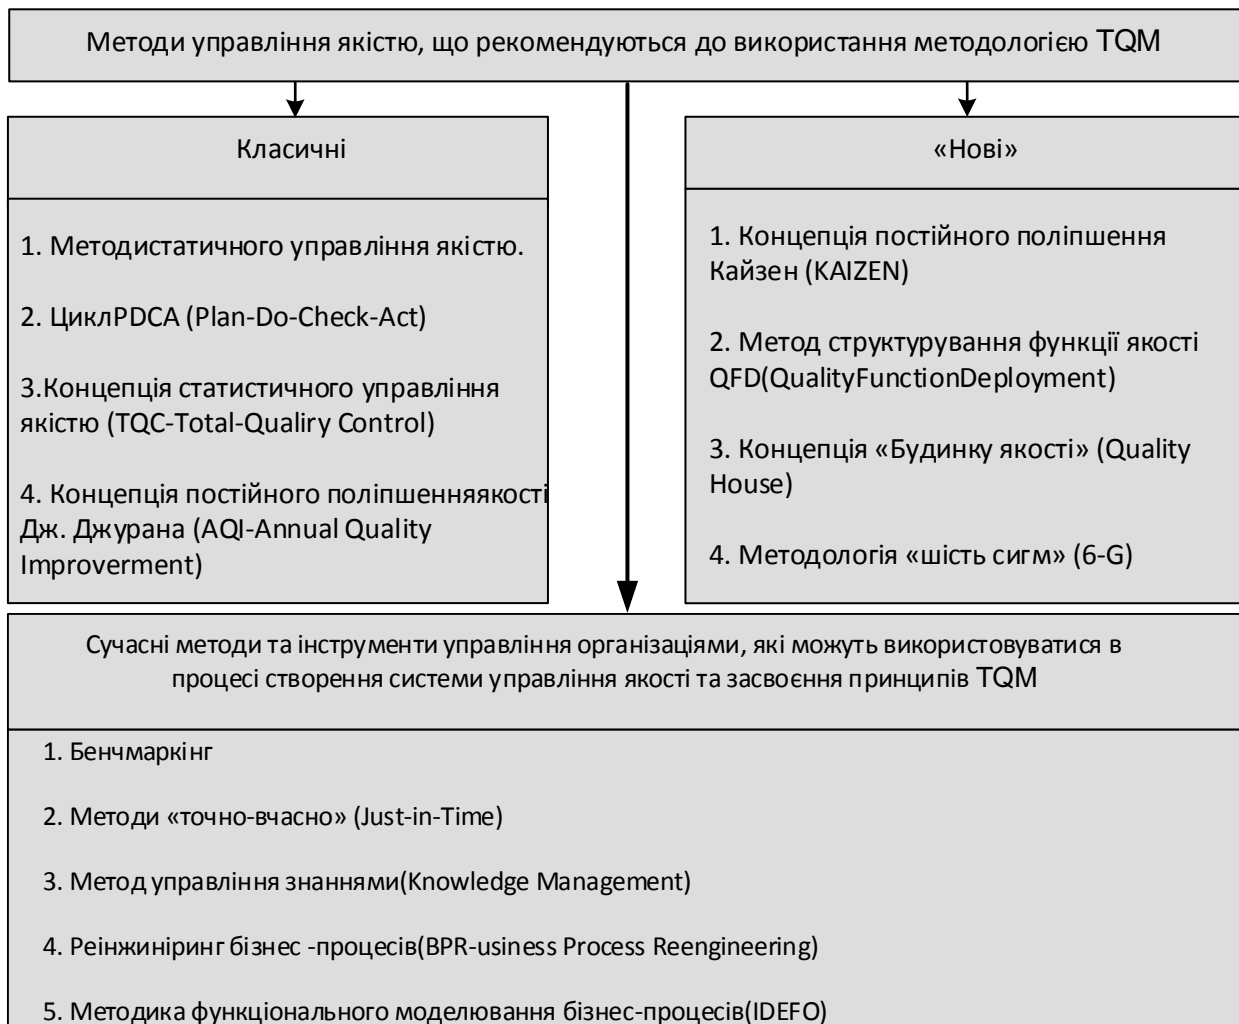 Методи управління якістю, що рекомендуються до використання методологією TQM
Класичні
1. Методистатичного управління якістю.
2. ЦиклPDCA (Plan-Do-Check-Act)
3.Концепція статистичного управління
якістю (TQC-Total-Qualiry Control)
4. Концепція постійного поліпшенняякості
Дж. Джурана (AQI-Annual Quality
Improverment)
«Нові»
1. Концепція постійного поліпшення
Кайзен (KAIZEN)
2. Метод структурування функції якості
QFD(QualityFunctionDeployment)
3. Концепція «Будинку якості» (Quality
House)
4. Методологія «шість сигм» (6-G)
Сучасні методи та інструменти управління організаціями, які можуть використовуватися в
процесі створення системи управління якості та засвоєння принципів TQM
1. Бенчмаркінг
2. Методи «точно-вчасно» (Just-in-Time)
3. Метод управління знаннями(Knowledge Management)
4. Реінжиніринг бізнес -процесів(BPR-usiness Process Reengineering)
5. Методика функціонального моделювання бізнес-процесів(IDEFO)